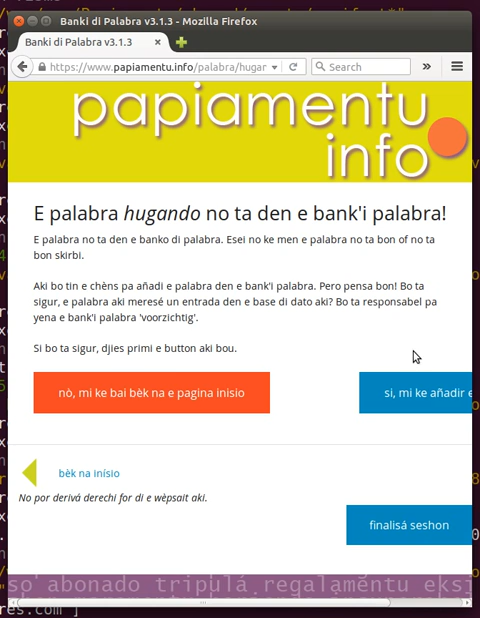 Banki di Palabra v3.1.3 - Mozilla Firefox
Banki di Palabra v3.1.3
https://www.papiamentu.info/palabra/hugar
Search
papiamentu
info
E palabra hugando no ta den e bank'i palabra!
E palabra no ta den e banko di palabra. Esei no ke men e palabra no ta bon of no ta
bon skirbi.
Aki bo tin e chèns pa añadi e palabra den e bank'i palabra. Pero pensa bon! Bo ta
sigur, e palabra aki meresé un entrada den e base di dato aki? Bo ta responsabel pa
yena e bank'i palabra 'voorzichtig'.
Si bo ta sigur, djies primi e button aki bou.
nò, mi ke bai bèk na e pagina inisio
si, mi ke añadir e
bèk na inísio
No por derivá derechi for di e wèpsait aki.
finalisá seshon
so abonado tripulá regalamentu eksi
res.com ]